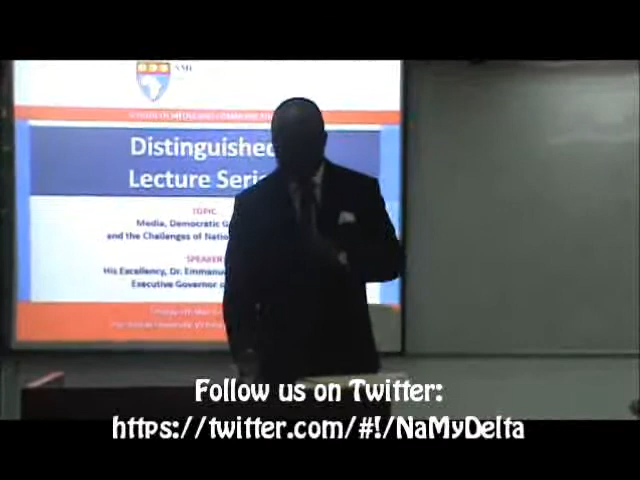 Distinguished
Lecture Seri
TOPIC
Media, Democratic G
and the Challenges of Natio
SPEAKER
His Excellency, Dr. Emmanu
Executive Governor o
Follow us on Twitter:
https://twitter.com/#!/NaMyDelta